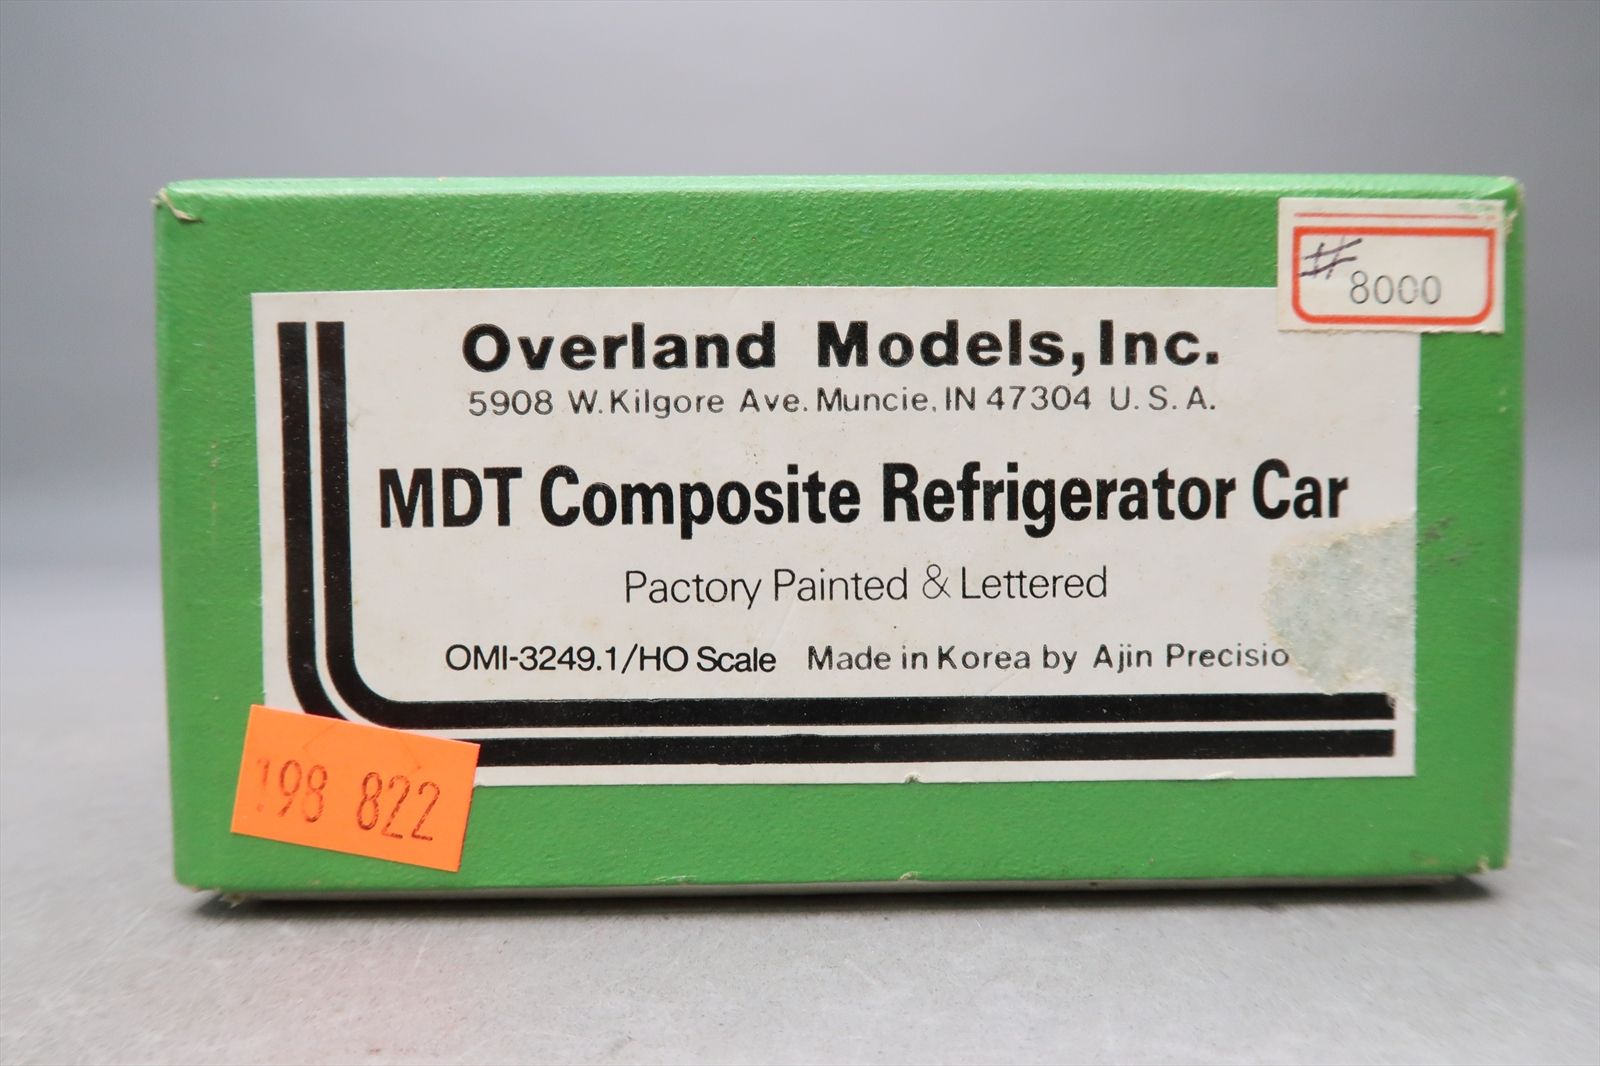 # 8000
Overland Models, Inc.
5908 W. Kilgore Ave. Muncie, IN 47304 U. S. A.
MDT Composite Refrigerator Car
Pactory Painted & Lettered
OMI-3249.1/HO Scale Made in Korea by Ajin Precisio
198 822